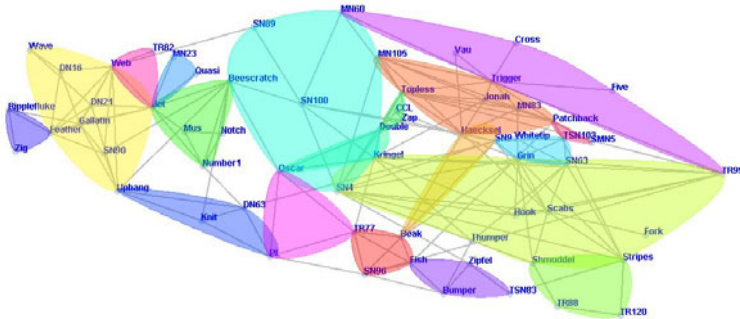 MN60
SN89
Cross
Wave
TR82
MN23
Web
Vau
MN105
DN16
Quasi
Trigger
Beescratch
Five
Topless
Jonah
SN100
MN83
DN21
Ripplefluke
Jet
CCL
Zap
Patchback
Gallatin
Feather
Mus
Notch
Double
Haecksel
SN9
Whitetip
TSN103
SMN5
Zig
SN90
Kringel
Grin
Number1
SN63
Oscar
TR99
Upbang
SN4
DN63
Knit
Hook
Scabs
TR77
Beak
Fork
Thumper
PL
Fish
Zipfel
Shmuddel
Stripes
SN96
Bumper
TSN83
TR88
TR120